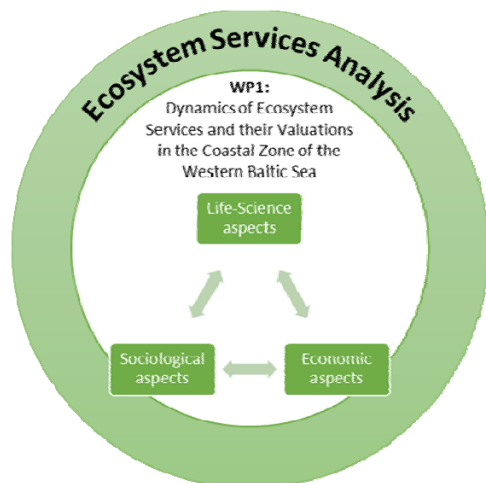 Ecosystem Services Analysis
WP1:
Dynamics of Ecosystem
Services and their Valuations
in the Coastal Zone of the
Western Baltic Sea
Life-Science
aspects
Sociological
aspects
Economic
aspects